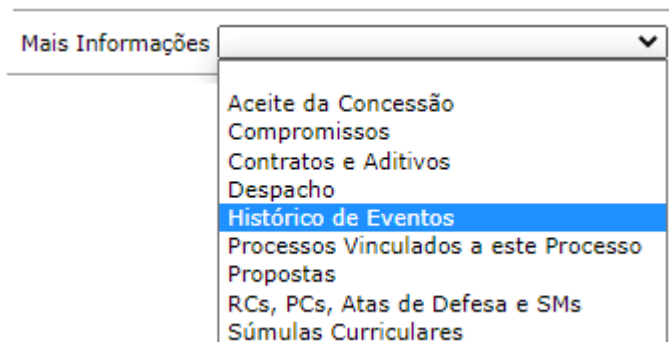 Mais Informações
Aceite da Concessão
Compromissos
Contratos e Aditivos
Despacho
Histórico de Eventos
Processos Vinculados a este Processo
Propostas
RCs, PCs, Atas de Defesa e SMs
Súmulas Curriculares